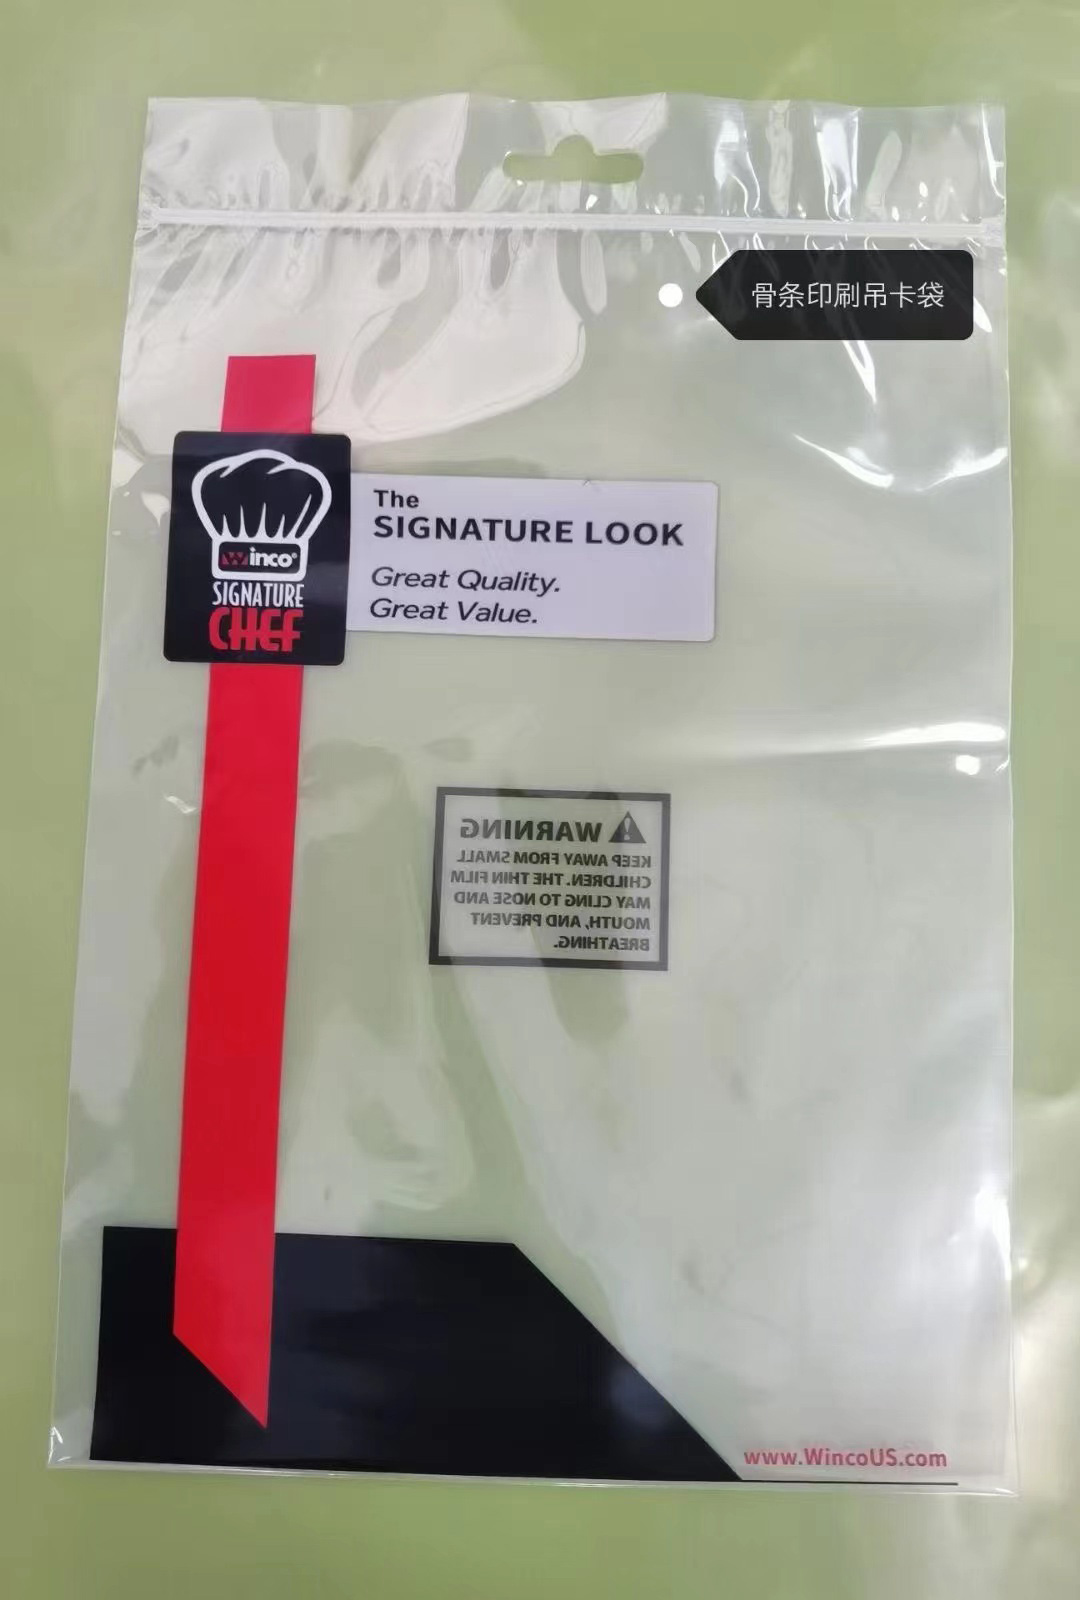 骨条印刷吊卡袋
Winco®
SIGNATURE
CHEF
The
SIGNATURE LOOK
Great Quality.
Great Value.
WARNING
KEEP AWAY FROM SMALL
CHILDREN. THE THIN FILM
MAY CLING TO NOSE AND
MOUTH, AND PREVENT
BREATHING.
www.WincoUS.com